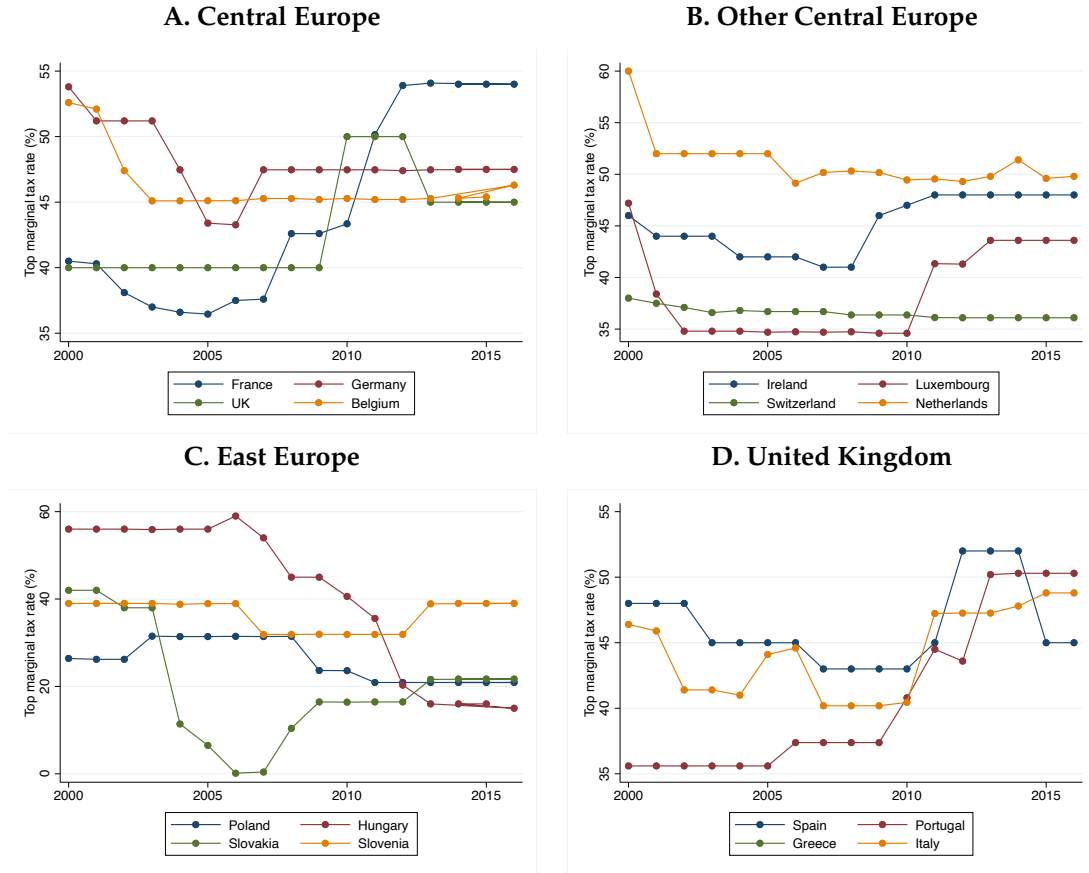 A. Central Europe
Top marginal tax rate (%)
55
50
45
40
35
2000 2005 2010 2015
France Germany
UK Belgium
B. Other Central Europe
Top marginal tax rate (%)
60
55
50
45
40
35
2000 2005 2010 2015
Ireland Luxembourg
Switzerland Netherlands
C. East Europe
Top marginal tax rate (%)
60
40
20
0
2000 2005 2010 2015
Poland Hungary
Slovakia Slovenia
D. United Kingdom
Top marginal tax rate (%)
55
50
45
40
35
2000 2005 2010 2015
Spain Portugal
Greece Italy